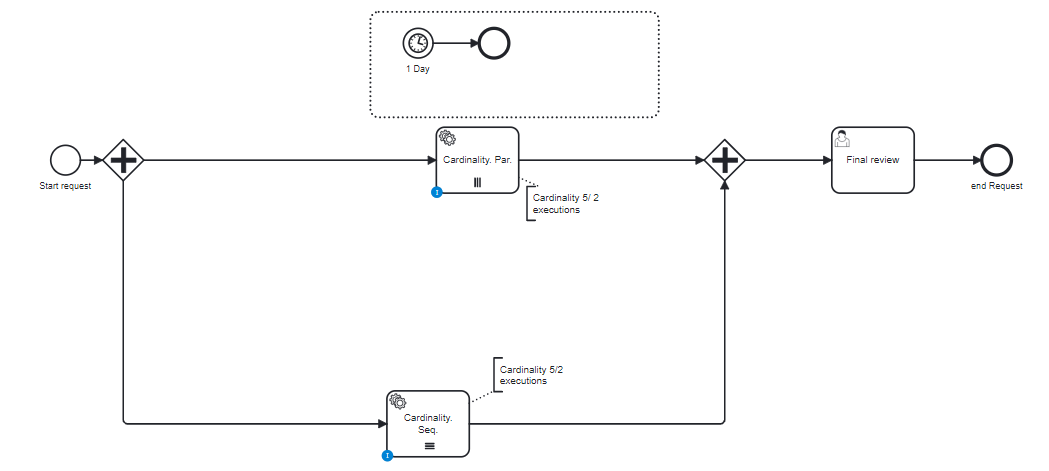 1 Day
Start request
Cardinality. Par.
Final review
end Request
Cardinality 5/ 2
executions
Cardinality 5/2
executions
Cardinality.
Seq.